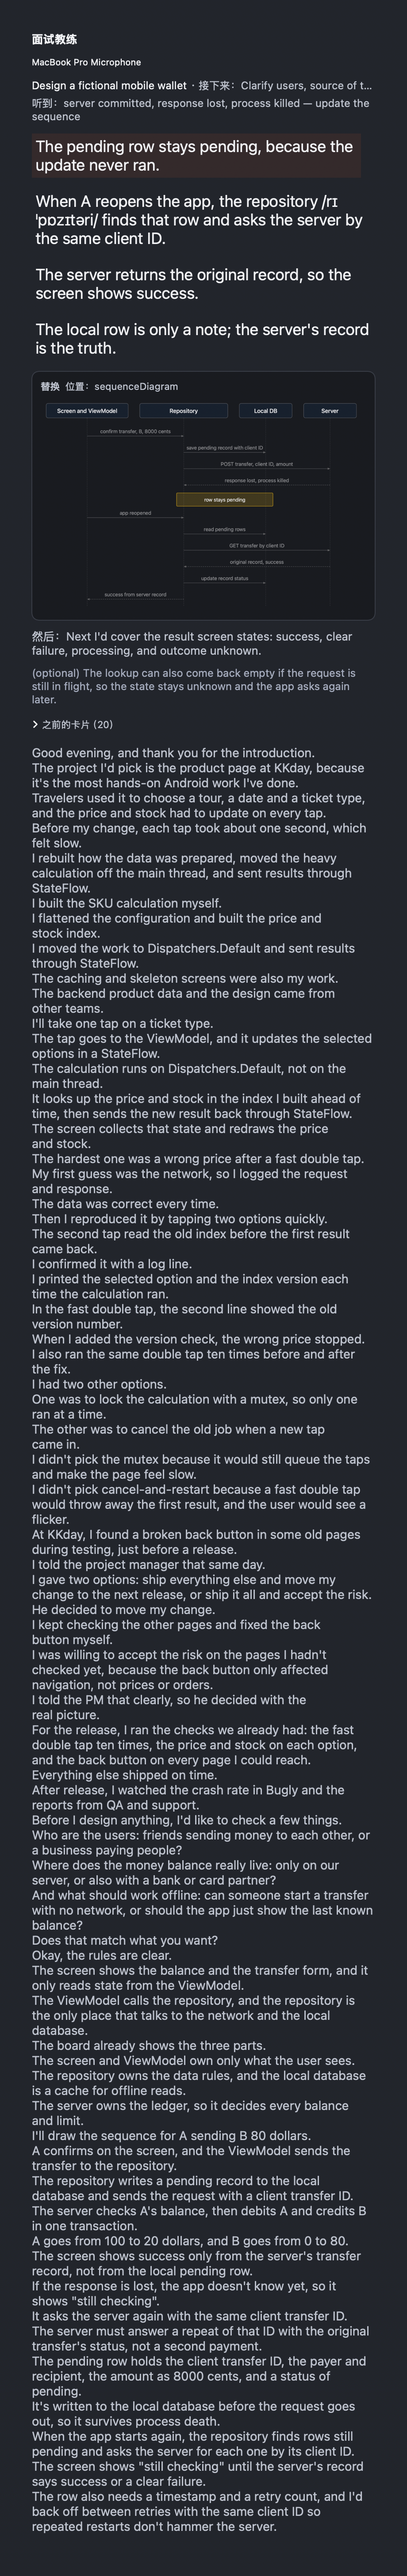 面试教练
MacBook Pro Microphone
Design a fictional mobile wallet · 接下来：Clarify users, source of t...
听到：server committed, response lost, process killed — update the
sequence
The pending row stays pending, because the
update never ran.
When A reopens the app, the repository /rɪ
ˈpɒzɪtəri/ finds that row and asks the server by
the same client ID.
The server returns the original record, so the
screen shows success.
The local row is only a note; the server's record
is the truth.
替换 位置：sequenceDiagram
Screen and ViewModel
Repository
Local DB
Server
confirm transfer, B, 8000 cents
save pending record with client ID
POST transfer, client ID, amount
response lost, process killed
row stays pending
app reopened
read pending rows
GET transfer by client ID
original record, success
update record status
success from server record
然后：Next I'd cover the result screen states: success, clear
failure, processing, and outcome unknown.
(optional) The lookup can also come back empty if the request is
still in flight, so the state stays unknown and the app asks again
later.
之前的卡片 (20)
Good evening, and thank you for the introduction.
The project I'd pick is the product page at KKday, because
it's the most hands-on Android work I've done.
Travelers used it to choose a tour, a date and a ticket type,
and the price and stock had to update on every tap.
Before my change, each tap took about one second, which
felt slow.
I rebuilt how the data was prepared, moved the heavy
calculation off the main thread, and sent results through
StateFlow.
I built the SKU calculation myself.
I flattened the configuration and built the price and
stock index.
I moved the work to Dispatchers.Default and sent results
through StateFlow.
The caching and skeleton screens were also my work.
The backend product data and the design came from
other teams.
I'll take one tap on a ticket type.
The tap goes to the ViewModel, and it updates the selected
options in a StateFlow.
The calculation runs on Dispatchers.Default, not on the
main thread.
It looks up the price and stock in the index I built ahead of
time, then sends the new result back through StateFlow.
The screen collects that state and redraws the price
and stock.
The hardest one was a wrong price after a fast double tap.
My first guess was the network, so I logged the request
and response.
The data was correct every time.
Then I reproduced it by tapping two options quickly.
The second tap read the old index before the first result
came back.
I confirmed it with a log line.
I printed the selected option and the index version each
time the calculation ran.
In the fast double tap, the second line showed the old
version number.
When I added the version check, the wrong price stopped.
I also ran the same double tap ten times before and after
the fix.
I had two other options.
One was to lock the calculation with a mutex, so only one
ran at a time.
The other was to cancel the old job when a new tap
came in.
I didn't pick the mutex because it would still queue the taps
and make the page feel slow.
I didn't pick cancel-and-restart because a fast double tap
would throw away the first result, and the user would see a
flicker.
At KKday, I found a broken back button in some old pages
during testing, just before a release.
I told the project manager that same day.
I gave two options: ship everything else and move my
change to the next release, or ship it all and accept the risk.
He decided to move my change.
I kept checking the other pages and fixed the back
button myself.
I was willing to accept the risk on the pages I hadn't
checked yet, because the back button only affected
navigation, not prices or orders.
I told the PM that clearly, so he decided with the
real picture.
For the release, I ran the checks we already had: the fast
double tap ten times, the price and stock on each option,
and the back button on every page I could reach.
Everything else shipped on time.
After release, I watched the crash rate in Bugly and the
reports from QA and support.
Before I design anything, I'd like to check a few things.
Who are the users: friends sending money to each other, or
a business paying people?
Where does the money balance really live: only on our
server, or also with a bank or card partner?
And what should work offline: can someone start a transfer
with no network, or should the app just show the last known
balance?
Does that match what you want?
Okay, the rules are clear.
The screen shows the balance and the transfer form, and it
only reads state from the ViewModel.
The ViewModel calls the repository, and the repository is
the only place that talks to the network and the local
database.
The board already shows the three parts.
The screen and ViewModel own only what the user sees.
The repository owns the data rules, and the local database
is a cache for offline reads.
The server owns the ledger, so it decides every balance
and limit.
I'll draw the sequence for A sending B 80 dollars.
A confirms on the screen, and the ViewModel sends the
transfer to the repository.
The repository writes a pending record to the local
database and sends the request with a client transfer ID.
The server checks A's balance, then debits A and credits B
in one transaction.
A goes from 100 to 20 dollars, and B goes from 0 to 80.
The screen shows success only from the server's transfer
record, not from the local pending row.
If the response is lost, the app doesn't know yet, so it
shows "still checking".
It asks the server again with the same client transfer ID.
The server must answer a repeat of that ID with the original
transfer's status, not a second payment.
The pending row holds the client transfer ID, the payer and
recipient, the amount as 8000 cents, and a status of
pending.
It's written to the local database before the request goes
out, so it survives process death.
When the app starts again, the repository finds rows still
pending and asks the server for each one by its client ID.
The screen shows "still checking" until the server's record
says success or a clear failure.
The row also needs a timestamp and a retry count, and I'd
back off between retries with the same client ID so
repeated restarts don't hammer the server.